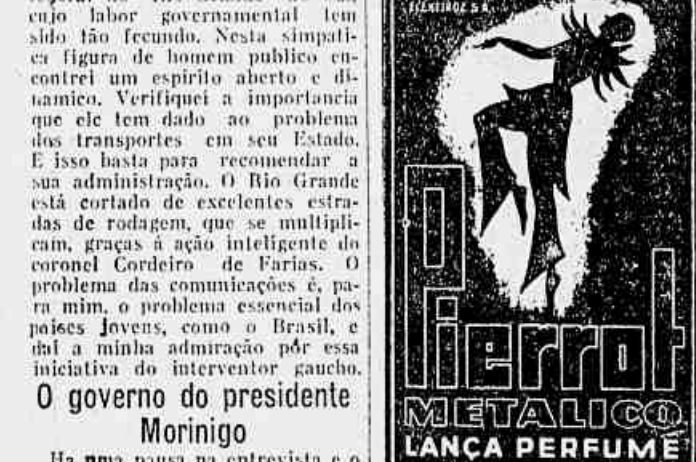 cujo labor governamental tem
sido tão fecundo. Nesta simpati-
ca figura de homem publico en-
contrei um espirito aberto e di-
namico. Verifiquei a importancia
que ele tem dado ao problema
dos transportes em seu Estado.
E isso basta para recomendar a
sua administração. O Rio Grande
está cortado de excelentes estra-
das de rodagem, que se multipli-
cam, graças á ação inteligente do
coronel Cordeiro de Farias. O
problema das comunicações é, pa-
ra mim, o problema essencial dos
paises Jovens, como o Brasil, e
dai a minha admiração pór essa
iniciativa do interventor gaucho.
O governo do presidente
Morinigo
Ha uma pausa na entrevista e o
Pierrot
METALICO
LANÇA PERFUME